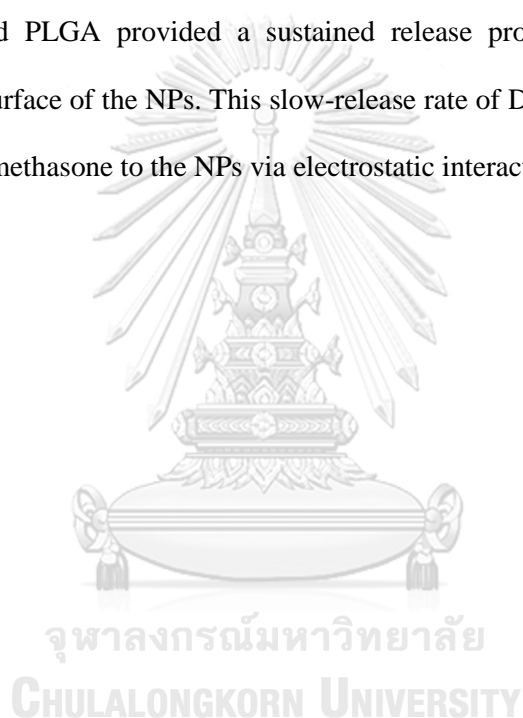 d PLGA provided a sustained release pro
urface of the NPs. This slow-release rate of D
methasone to the NPs via electrostatic interac
จุฬาลงกรณ์มหาวิทยาลัย
CHULALONGKORN UNIVERSITY